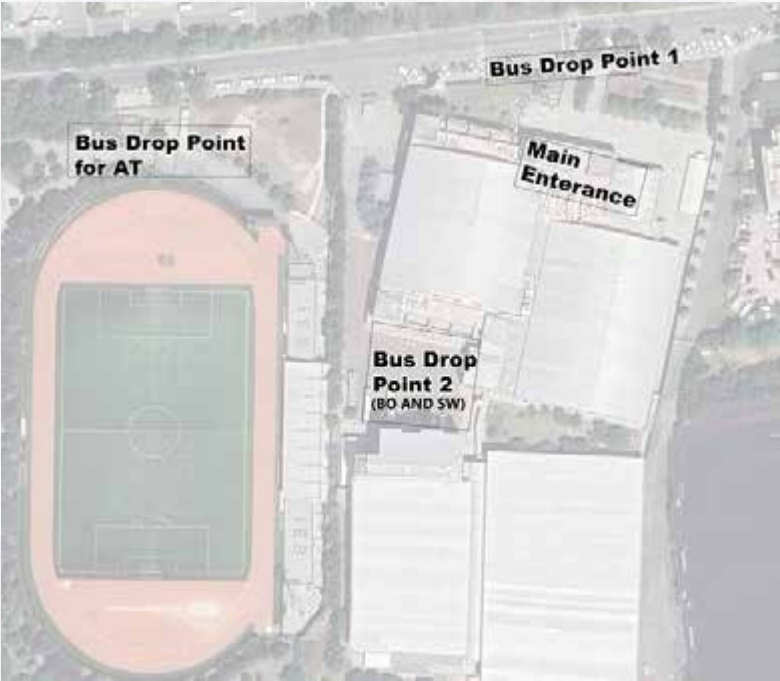 Bus Drop Point 1
Bus Drop Point
for AT
Main
Enterance
Bus Drop
Point 2
(BO AND SW)